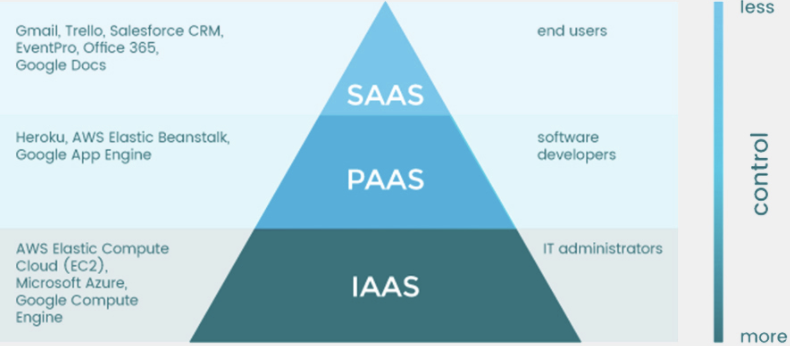 less
Gmail, Trello, Salesforce CRM,
EventPro, Office 365,
Google Docs
SAAS
end users
Heroku, AWS Elastic Beanstalk,
Google App Engine
PAAS
software
developers
control
AWS Elastic Compute
Cloud (EC2),
Microsoft Azure,
Google Compute
Engine
IAAS
IT administrators
more